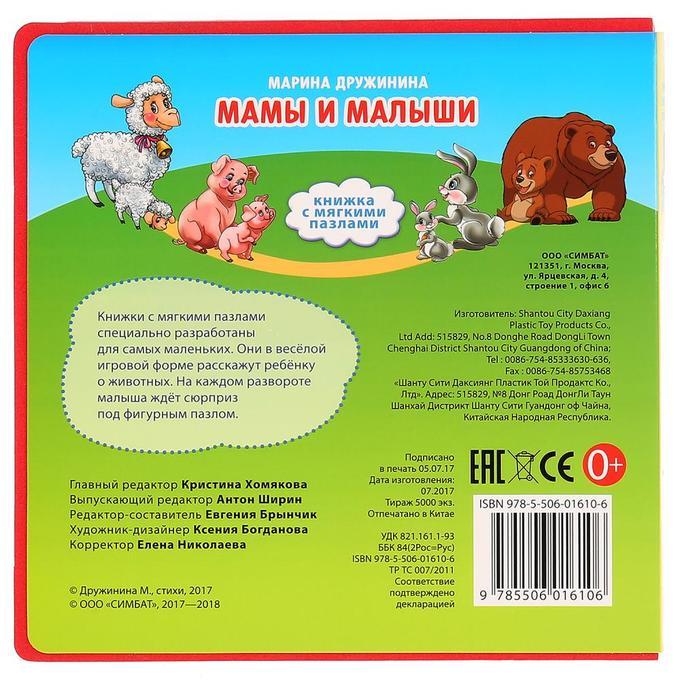 МАРИНА ДРУЖИНИНА
МАМЫ И МАЛЫШИ
КНИЖКА
С МЯГКИМИ
ПАЗЛАМИ
ООО «СИМБАТ»
121351, г. Москва,
ул. Ярцевская, д. 4,
строение 1, офис 6
Книжки с мягкими пазлами
специально разработаны
для самых маленьких. Они в весёлой
игровой форме расскажут ребёнку
о животных. На каждом развороте
малыша ждёт сюрприз
под фигурным пазлом.
Изготовитель: Shantou City Daxiang
Plastic Toy Products Co.,
Ltd Add: 515829, No.8 Donghe Road DongLi Town
Chenghai District Shantou City Guangdong of China;
Tel : 0086-754-85333630-636,
Fax : 0086-754-85753468
«Шанту Сити Даксиянг Пластик Той Продактс Ко.,
Лтд». Адрес: 515829, №8 Донг Роад ДонгЛи Таун
Шанхай Дистрикт Шанту Сити Гуандонг оф Чайна,
Китайская Народная Республика.
Главный редактор Кристина Хомякова
Выпускающий редактор Антон Ширин
Редактор-составитель Евгения Брынчик
Художник-дизайнер Ксения Богданова
Корректор Елена Николаева
© Дружинина М., стихи, 2017
© ООО «СИМБАТ», 2017—2018
Подписано
в печать 05.07.17
Дата изготовления:
07.2017
Тираж 5000 экз.
Отпечатано в Китае
УДК 821.161.1-93
ББК 84(2Рос=Рус)
ISBN 978-5-506-01610-6
ТР ТС 007/2011
Соответствие
подтверждено
декларацией
EAC CE 0+
ISBN 978-5-506-01610-6
9 785506 016106